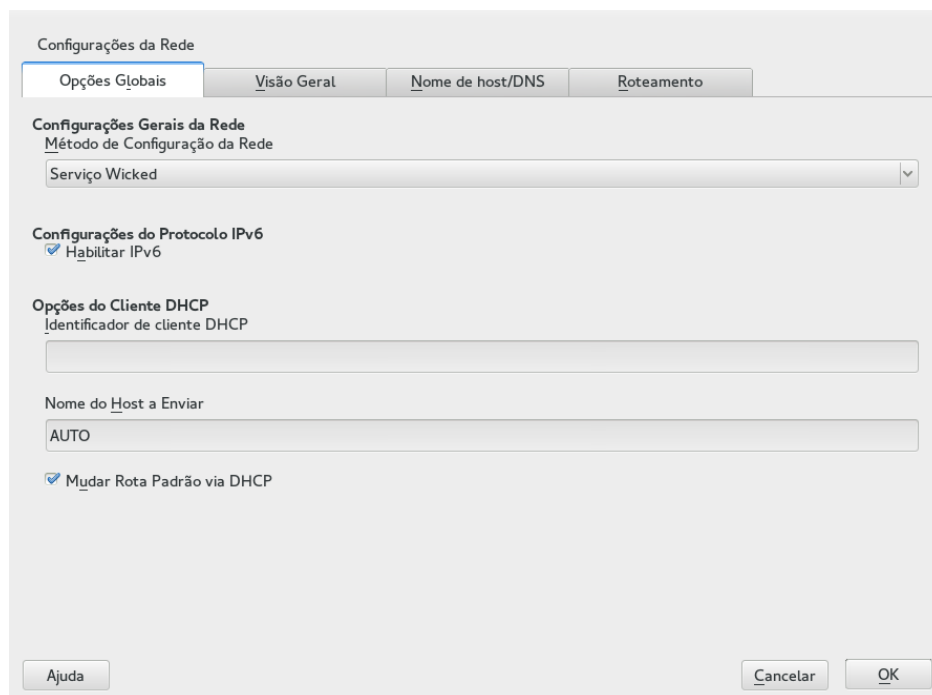 Configurações da Rede
Opções Globais
Visão Geral
Nome de host/DNS
Roteamento
Configurações Gerais da Rede
Método de Configuração da Rede
Serviço Wicked
Configurações do Protocolo IPv6
Habilitar IPv6
Opções do Cliente DHCP
Identificador de cliente DHCP
Nome do Host a Enviar
AUTO
Mudar Rota Padrão via DHCP
Ajuda
Cancelar
OK